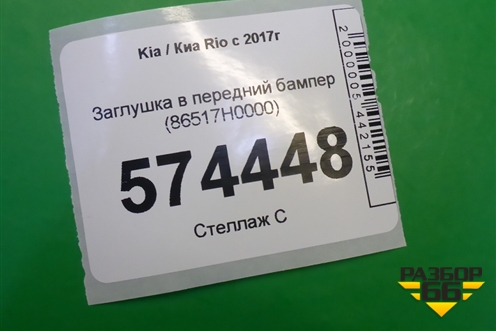 Kia / Киа Rio с 2017г
Заглушка в передний бампер
(86517H0000)
574448
Стеллаж С
2000005442155
РАЗБОР
66